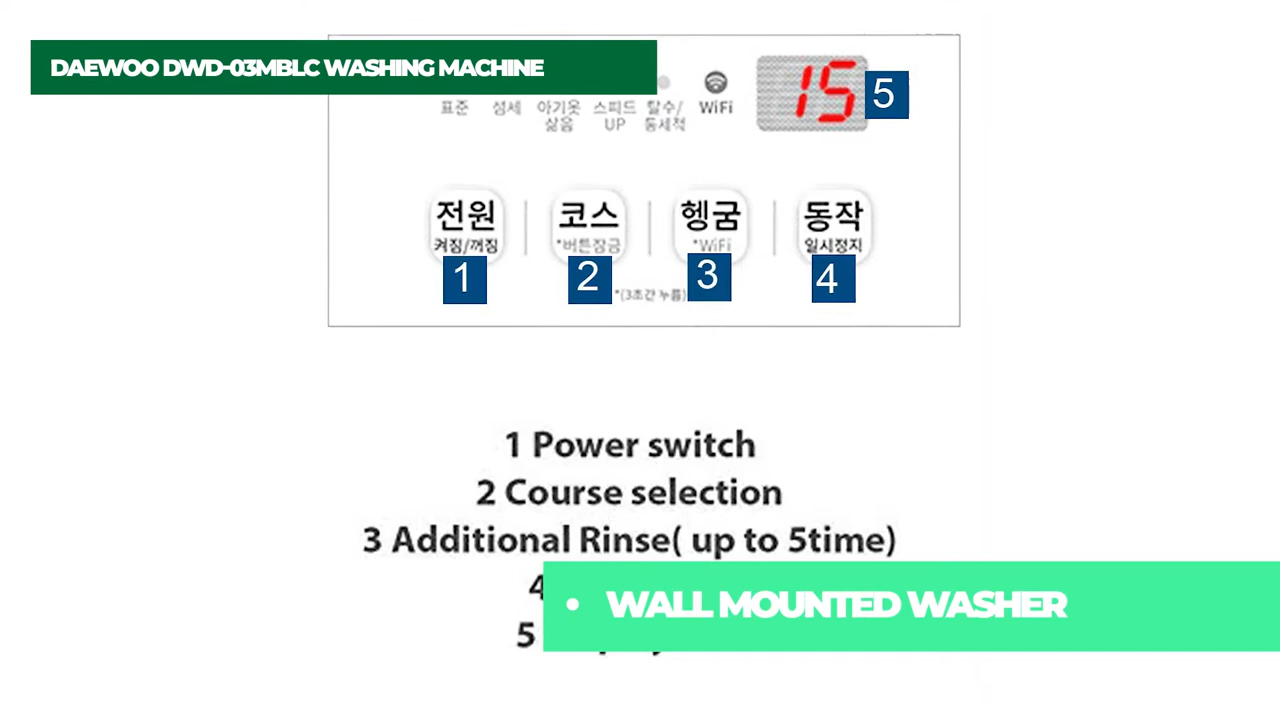 DAEWOO DWD-03MBLC WASHING MACHINE
15
5
표준 섬세 아기옷 스피드 탈수/ WiFi
삶음 UP 통세척
전원 코스 헹굼 동작
켜짐/꺼짐 *버튼잠금 *WiFi 일시정지
1 2 3 4
*(3초간 누름)
1 Power switch
2 Course selection
3 Additional Rinse( up to 5time)
4
• WALL MOUNTED WASHER
5